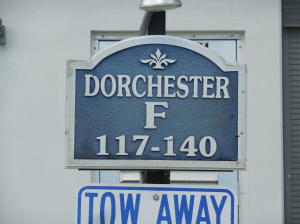 DORCHESTER
F
117-140
TOW AWAY